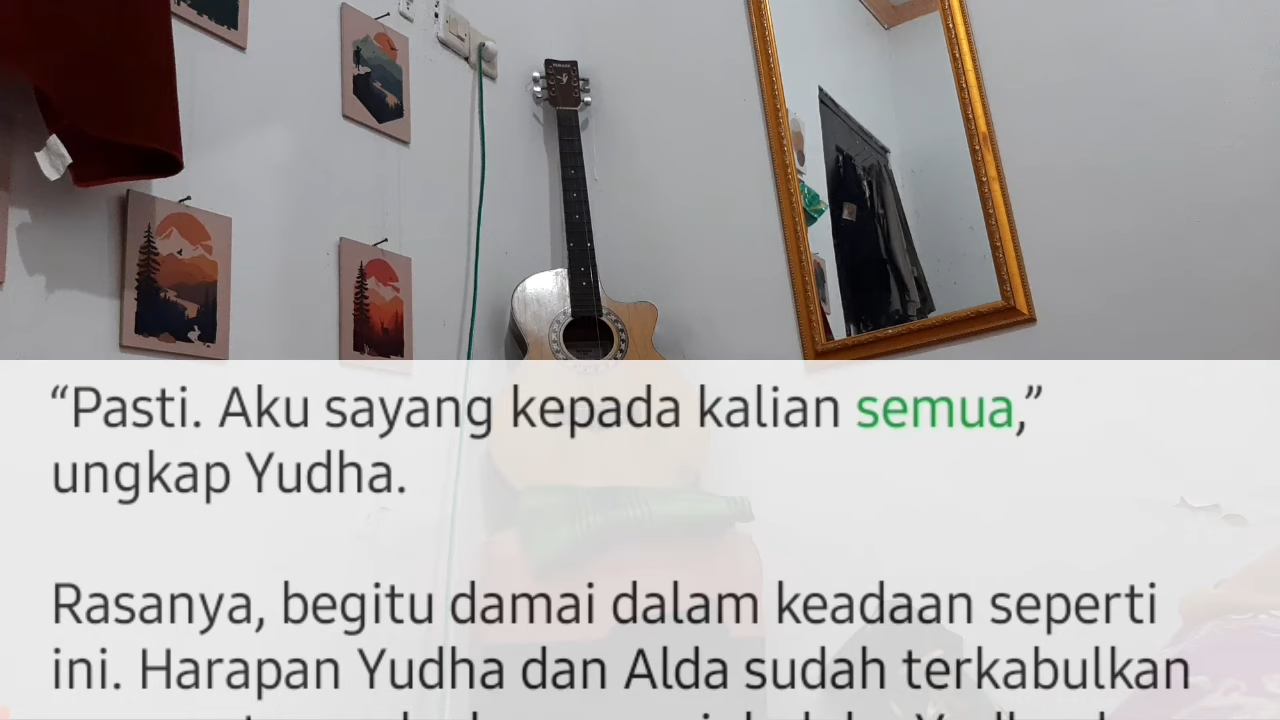 “Pasti. Aku sayang kepada kalian semua,”
ungkap Yudha.
Rasanya, begitu damai dalam keadaan seperti
ini. Harapan Yudha dan Alda sudah terkabulkan